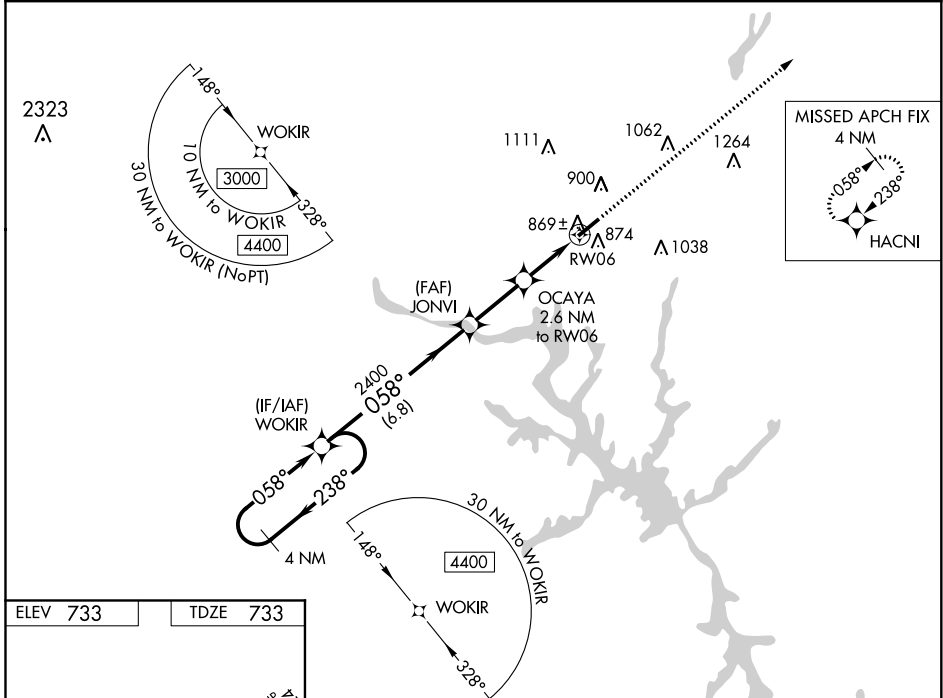 2323
148°
WOKIR
3000
10 NM to WOKIR
4400
30 NM to WOKIR (NoPT)
328°
1111
1062
1264
900
869±
874
1038
RW06
MISSED APCH FIX
4 NM
058°
238°
HACNI
(FAF)
JONVI
OCAYA
2.6 NM
to RW06
2400
058°
(6.8)
(IF/IAF)
WOKIR
058°
238°
4 NM
30 NM to WOKIR
148°
4400
WOKIR
328°
ELEV 733
TDZE 733